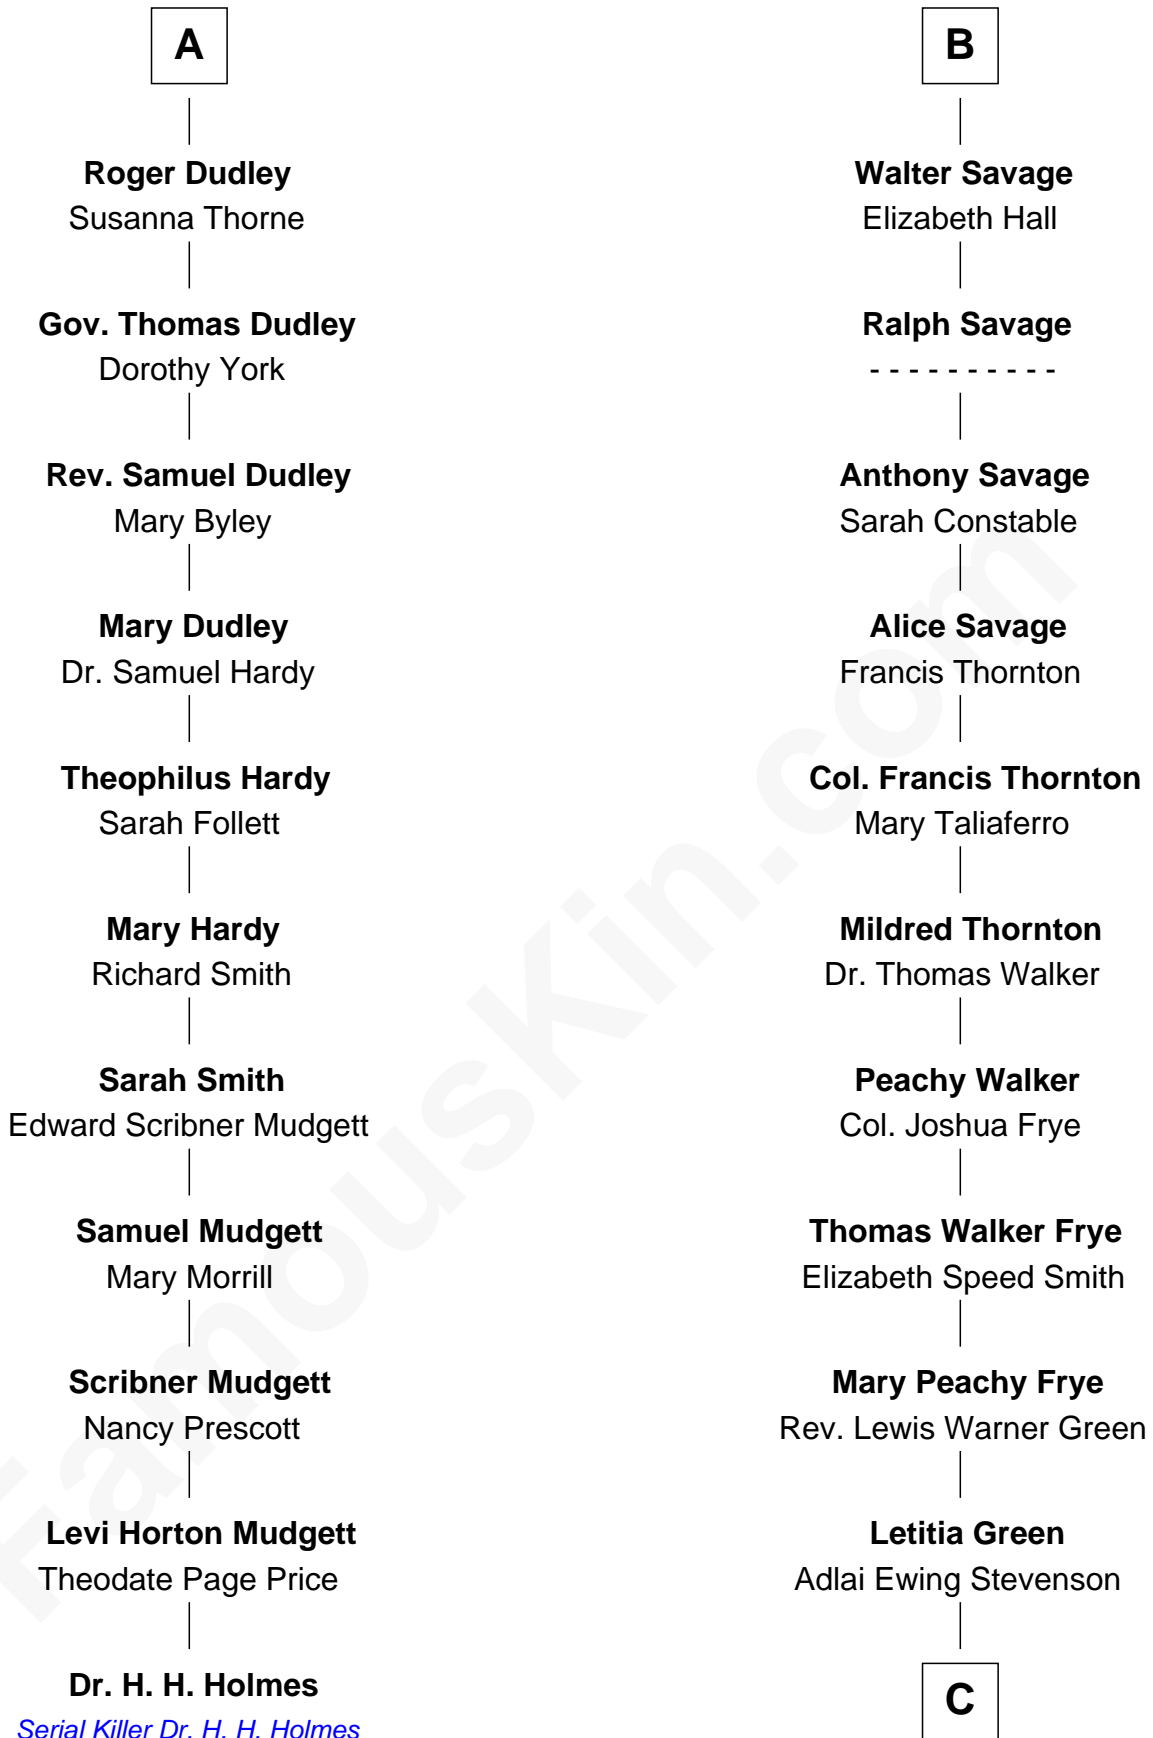 A
Roger Dudley
Susanna Thorne
Gov. Thomas Dudley
Dorothy York
Rev. Samuel Dudley
Mary Byley
Mary Dudley
Dr. Samuel Hardy
Theophilus Hardy
Sarah Follett
Mary Hardy
Richard Smith
Sarah Smith
Edward Scribner Mudgett
Samuel Mudgett
Mary Morrill
Scribner Mudgett
Nancy Prescott
Levi Horton Mudgett
Theodate Page Price
Dr. H. H. Holmes
Serial Killer Dr. H. H. Holmes
B
Walter Savage
Elizabeth Hall
Ralph Savage
- - - - - - - - - -
Anthony Savage
Sarah Constable
Alice Savage
Francis Thornton
Col. Francis Thornton
Mary Taliaferro
Mildred Thornton
Dr. Thomas Walker
Peachy Walker
Col. Joshua Frye
Thomas Walker Frye
Elizabeth Speed Smith
Mary Peachy Frye
Rev. Lewis Warner Green
Letitia Green
Adlai Ewing Stevenson
C
FamousKin.com